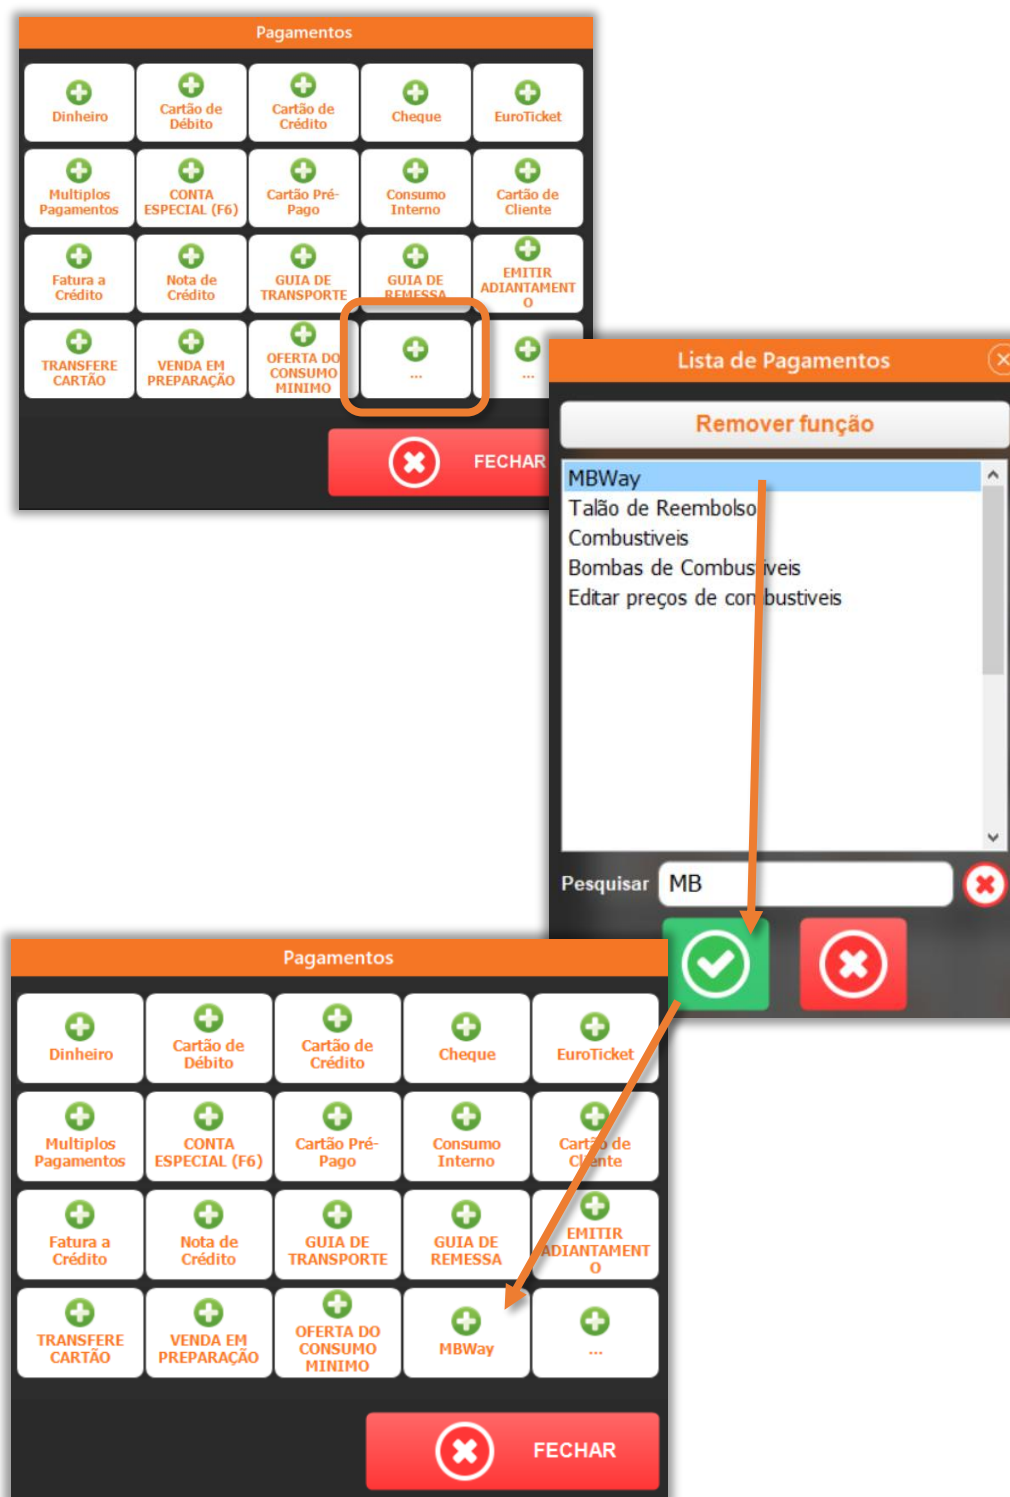 Pagamentos
Dinheiro
Cartão de
Débito
Cartão de
Crédito
Cheque
EuroTicket
Multiplos
Pagamentos
CONTA
ESPECIAL (F6)
Cartão Pré-
Pago
Consumo
Interno
Cartão de
Cliente
Fatura a
Crédito
Nota de
Crédito
GUIA DE
TRANSPORTE
GUIA DE
REMESSA
EMITIR
ADIANTAMENT
O
TRANSFERE
CARTÃO
VENDA EM
PREPARAÇÃO
OFERTA DO
CONSUMO
MINIMO
...
...
FECHAR
Lista de Pagamentos
Remover função
MBWay
Talão de Reembolso
Combustiveis
Bombas de Combustiveis
Editar preços de combustiveis
Pesquisar MB
Pagamentos
Dinheiro
Cartão de
Débito
Cartão de
Crédito
Cheque
EuroTicket
Multiplos
Pagamentos
CONTA
ESPECIAL (F6)
Cartão Pré-
Pago
Consumo
Interno
Cartão de
Cliente
Fatura a
Crédito
Nota de
Crédito
GUIA DE
TRANSPORTE
GUIA DE
REMESSA
EMITIR
ADIANTAMENT
O
TRANSFERE
CARTÃO
VENDA EM
PREPARAÇÃO
OFERTA DO
CONSUMO
MINIMO
MBWay
...
FECHAR